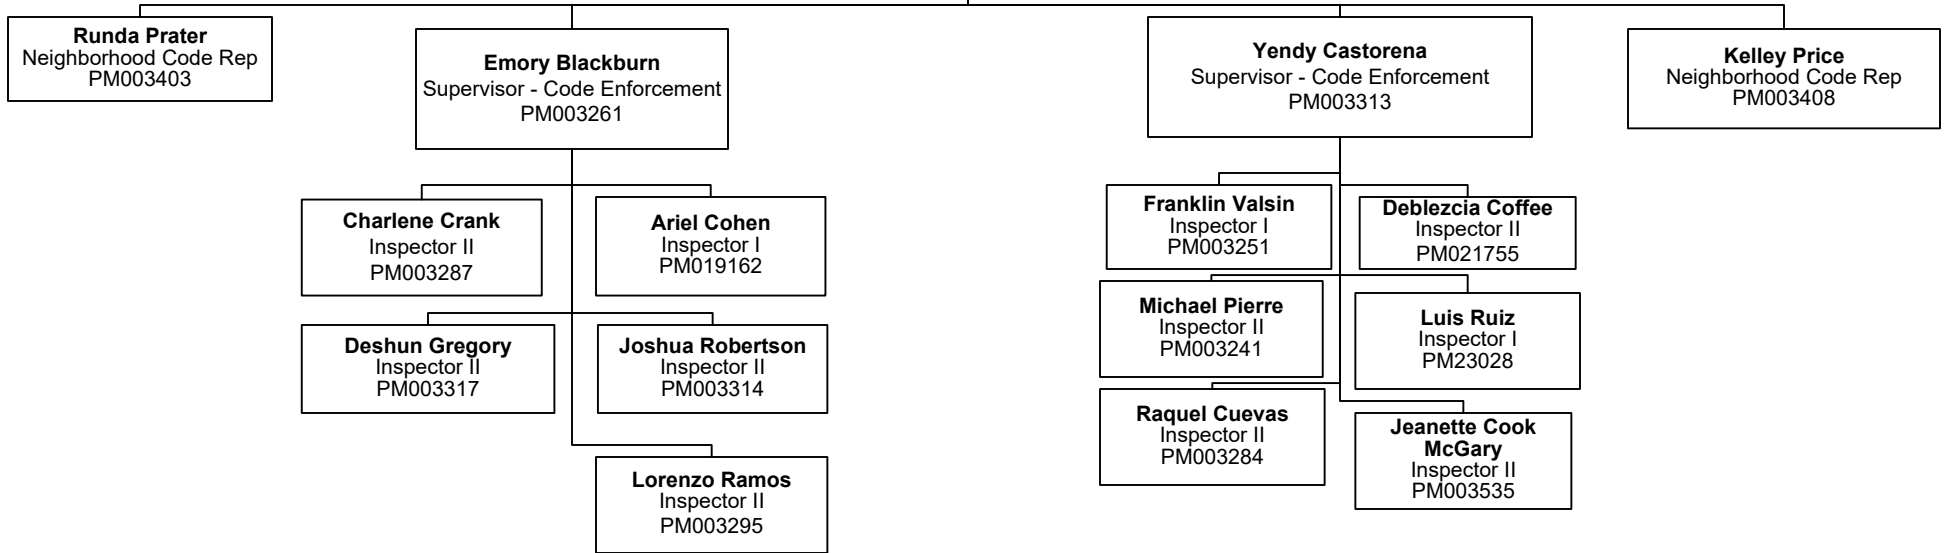 Runda Prater
Neighborhood Code Rep
PM003403
Emory Blackburn
Supervisor - Code Enforcement
PM003261
Yendy Castorena
Supervisor - Code Enforcement
PM003313
Kelley Price
Neighborhood Code Rep
PM003408
Charlene Crank
Inspector II
PM003287
Ariel Cohen
Inspector I
PM019162
Deshun Gregory
Inspector II
PM003317
Joshua Robertson
Inspector II
PM003314
Lorenzo Ramos
Inspector II
PM003295
Franklin Valsin
Inspector I
PM003251
Deblezcia Coffee
Inspector II
PM021755
Michael Pierre
Inspector II
PM003241
Luis Ruiz
Inspector I
PM23028
Raquel Cuevas
Inspector II
PM003284
Jeanette Cook
McGary
Inspector II
PM003535